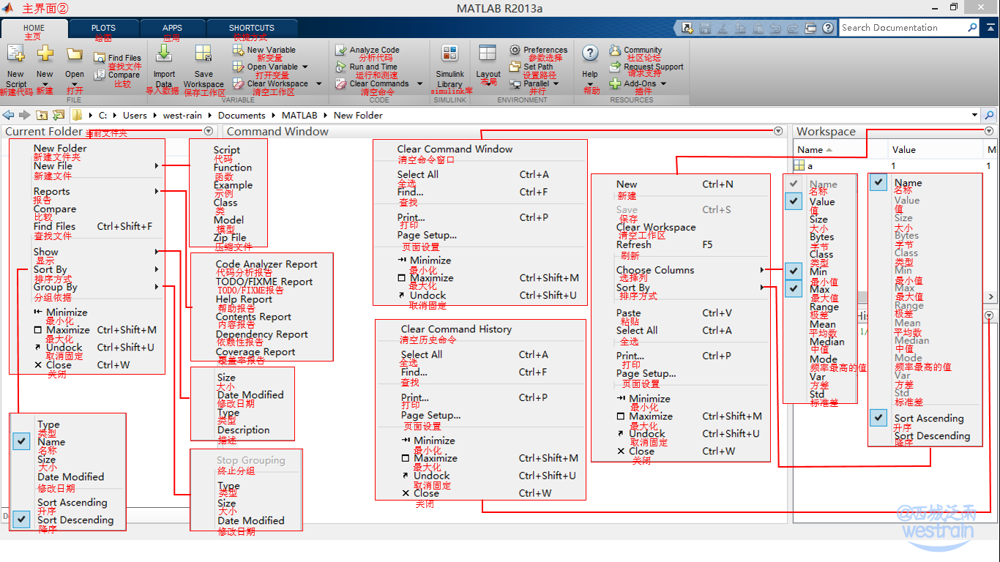 主界面②
MATLAB R2013a
HOME
主页
PLOTS
绘图
APPS
应用
SHORTCUTS
快捷方式
Search Documentation
New Script
新建代码
New
新建
Open
打开
Find Files
查找文件
Compare
比较
FILE
Import Data
导入数据
Save Workspace
保存工作区
New Variable
新变量
Open Variable
打开变量
Clear Workspace
清空工作区
VARIABLE
Analyze Code
分析代码
Run and Time
运行和测速
Clear Commands
清空命令
CODE
Simulink Library
simulink库
SIMULINK
Layout
布局
Preferences
参数选择
Set Path
设置路径
Parallel
并行
ENVIRONMENT
Help
帮助
Community
社区论坛
Request Support
请求支持
Add-Ons
插件
RESOURCES
C: Users west-rain Documents MATLAB New Folder
Current Folder 当前文件夹
Command Window
Workspace
Name Value M
a 1 1
New Folder
新建文件夹
New File
新建文件
Reports
报告
Compare
比较
Find Files Ctrl+Shift+F
查找文件
Show
显示
Sort By
排序方式
Group By
分组依据
Minimize
最小化
Maximize Ctrl+Shift+M
最大化
Undock Ctrl+Shift+U
取消固定
Close Ctrl+W
关闭
Script
代码
Function
函数
Example
示例
Class
类
Model
模型
Zip File
压缩文件
Code Analyzer Report
代码分析报告
TODO/FIXME Report
TODO/FIXME报告
Help Report
帮助报告
Contents Report
内容报告
Dependency Report
依赖性报告
Coverage Report
覆盖率报告
Size
大小
Date Modified
修改日期
Type
类型
Description
描述
Stop Grouping
终止分组
Type
类型
Size
大小
Date Modified
修改日期
Type
类型
Name
名称
Size
大小
Date Modified
修改日期
Sort Ascending
升序
Sort Descending
降序
Clear Command Window
清空命令窗口
Select All Ctrl+A
全选
Find... Ctrl+F
查找
Print... Ctrl+P
打印
Page Setup...
页面设置
Minimize
最小化
Maximize Ctrl+Shift+M
最大化
Undock Ctrl+Shift+U
取消固定
Clear Command History
清空历史命令
Select All Ctrl+A
全选
Find... Ctrl+F
查找
Print... Ctrl+P
打印
Page Setup...
页面设置
Minimize
最小化
Maximize Ctrl+Shift+M
最大化
Undock Ctrl+Shift+U
取消固定
Close Ctrl+W
关闭
New Ctrl+N
新建
Save Ctrl+S
保存
Clear Workspace
清空工作区
Refresh F5
刷新
Choose Columns
选择列
Sort By
排序方式
Paste Ctrl+V
粘贴
Select All Ctrl+A
全选
Print... Ctrl+P
打印
Page Setup...
页面设置
Minimize
最小化
Maximize Ctrl+Shift+M
最大化
Undock Ctrl+Shift+U
取消固定
Close Ctrl+W
关闭
Name
名称
Value
值
Size
大小
Bytes
字节
Class
类型
Min
最小值
Max
最大值
Range
极差
Mean
平均数
Median
中值
Mode
频率最高的值
Var
方差
Std
标准差
Name
名称
Value
值
Size
大小
Bytes
字节
Class
类型
Min
最小值
Max
最大值
Range
极差
Mean
平均数
Median
中值
Mode
频率最高的值
Var
方差
Std
标准差
Sort Ascending
升序
Sort Descending
降序
@西城泛雨
westrain